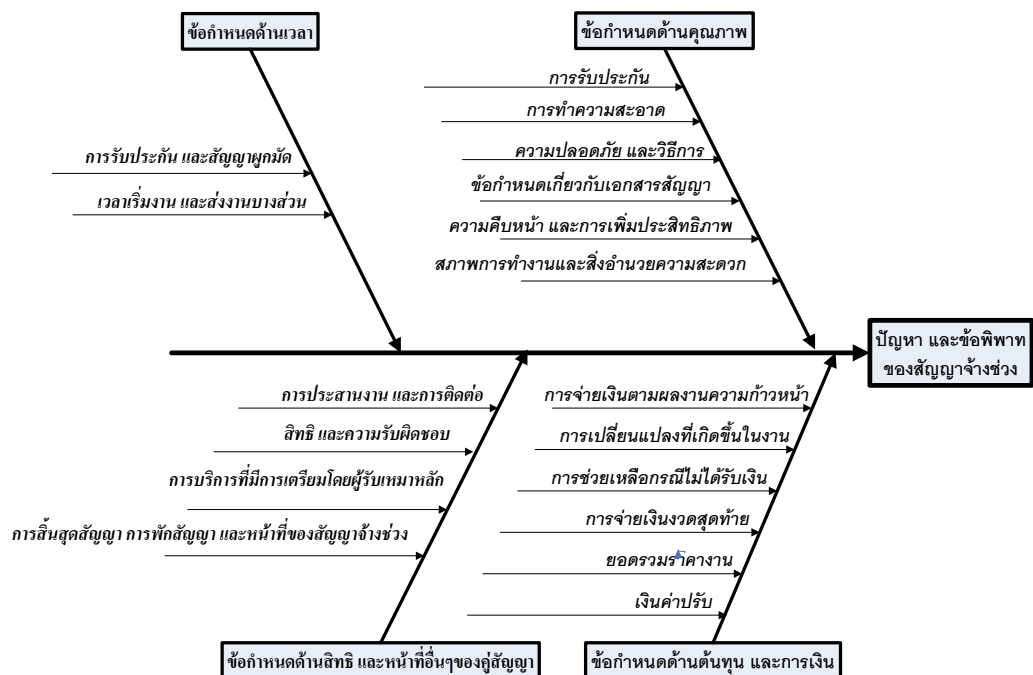 ข้อกำหนดด้านเวลา
ข้อกำหนดด้านคุณภาพ
การรับประกัน
การทำความสะอาด
ความปลอดภัย และวิธีการ
ข้อกำหนดเกี่ยวกับเอกสารสัญญา
ความคืบหน้า และการเพิ่มประสิทธิภาพ
สภาพการทำงานและสิ่งอำนวยความสะดวก
การรับประกัน และสัญญาผูกมัด
เวลาเริ่มงาน และส่งงานบางส่วน
ปัญหา และข้อพิพาท
ของสัญญาจ้างช่วง
การประสานงาน และการติดต่อ
สิทธิ และความรับผิดชอบ
การบริการที่มีการเตรียมโดยผู้รับเหมาหลัก
การสิ้นสุดสัญญา การพักสัญญา และหน้าที่ของสัญญาจ้างช่วง
การจ่ายเงินตามผลงานความก้าวหน้า
การเปลี่ยนแปลงที่เกิดขึ้นในงาน
การช่วยเหลือกรณีไม่ได้รับเงิน
การจ่ายเงินงวดสุดท้าย
ยอดรวมราคางาน
เงินค่าปรับ
ข้อกำหนดด้านสิทธิ และหน้าที่อื่นๆของคู่สัญญา
ข้อกำหนดด้านต้นทุน และการเงิน